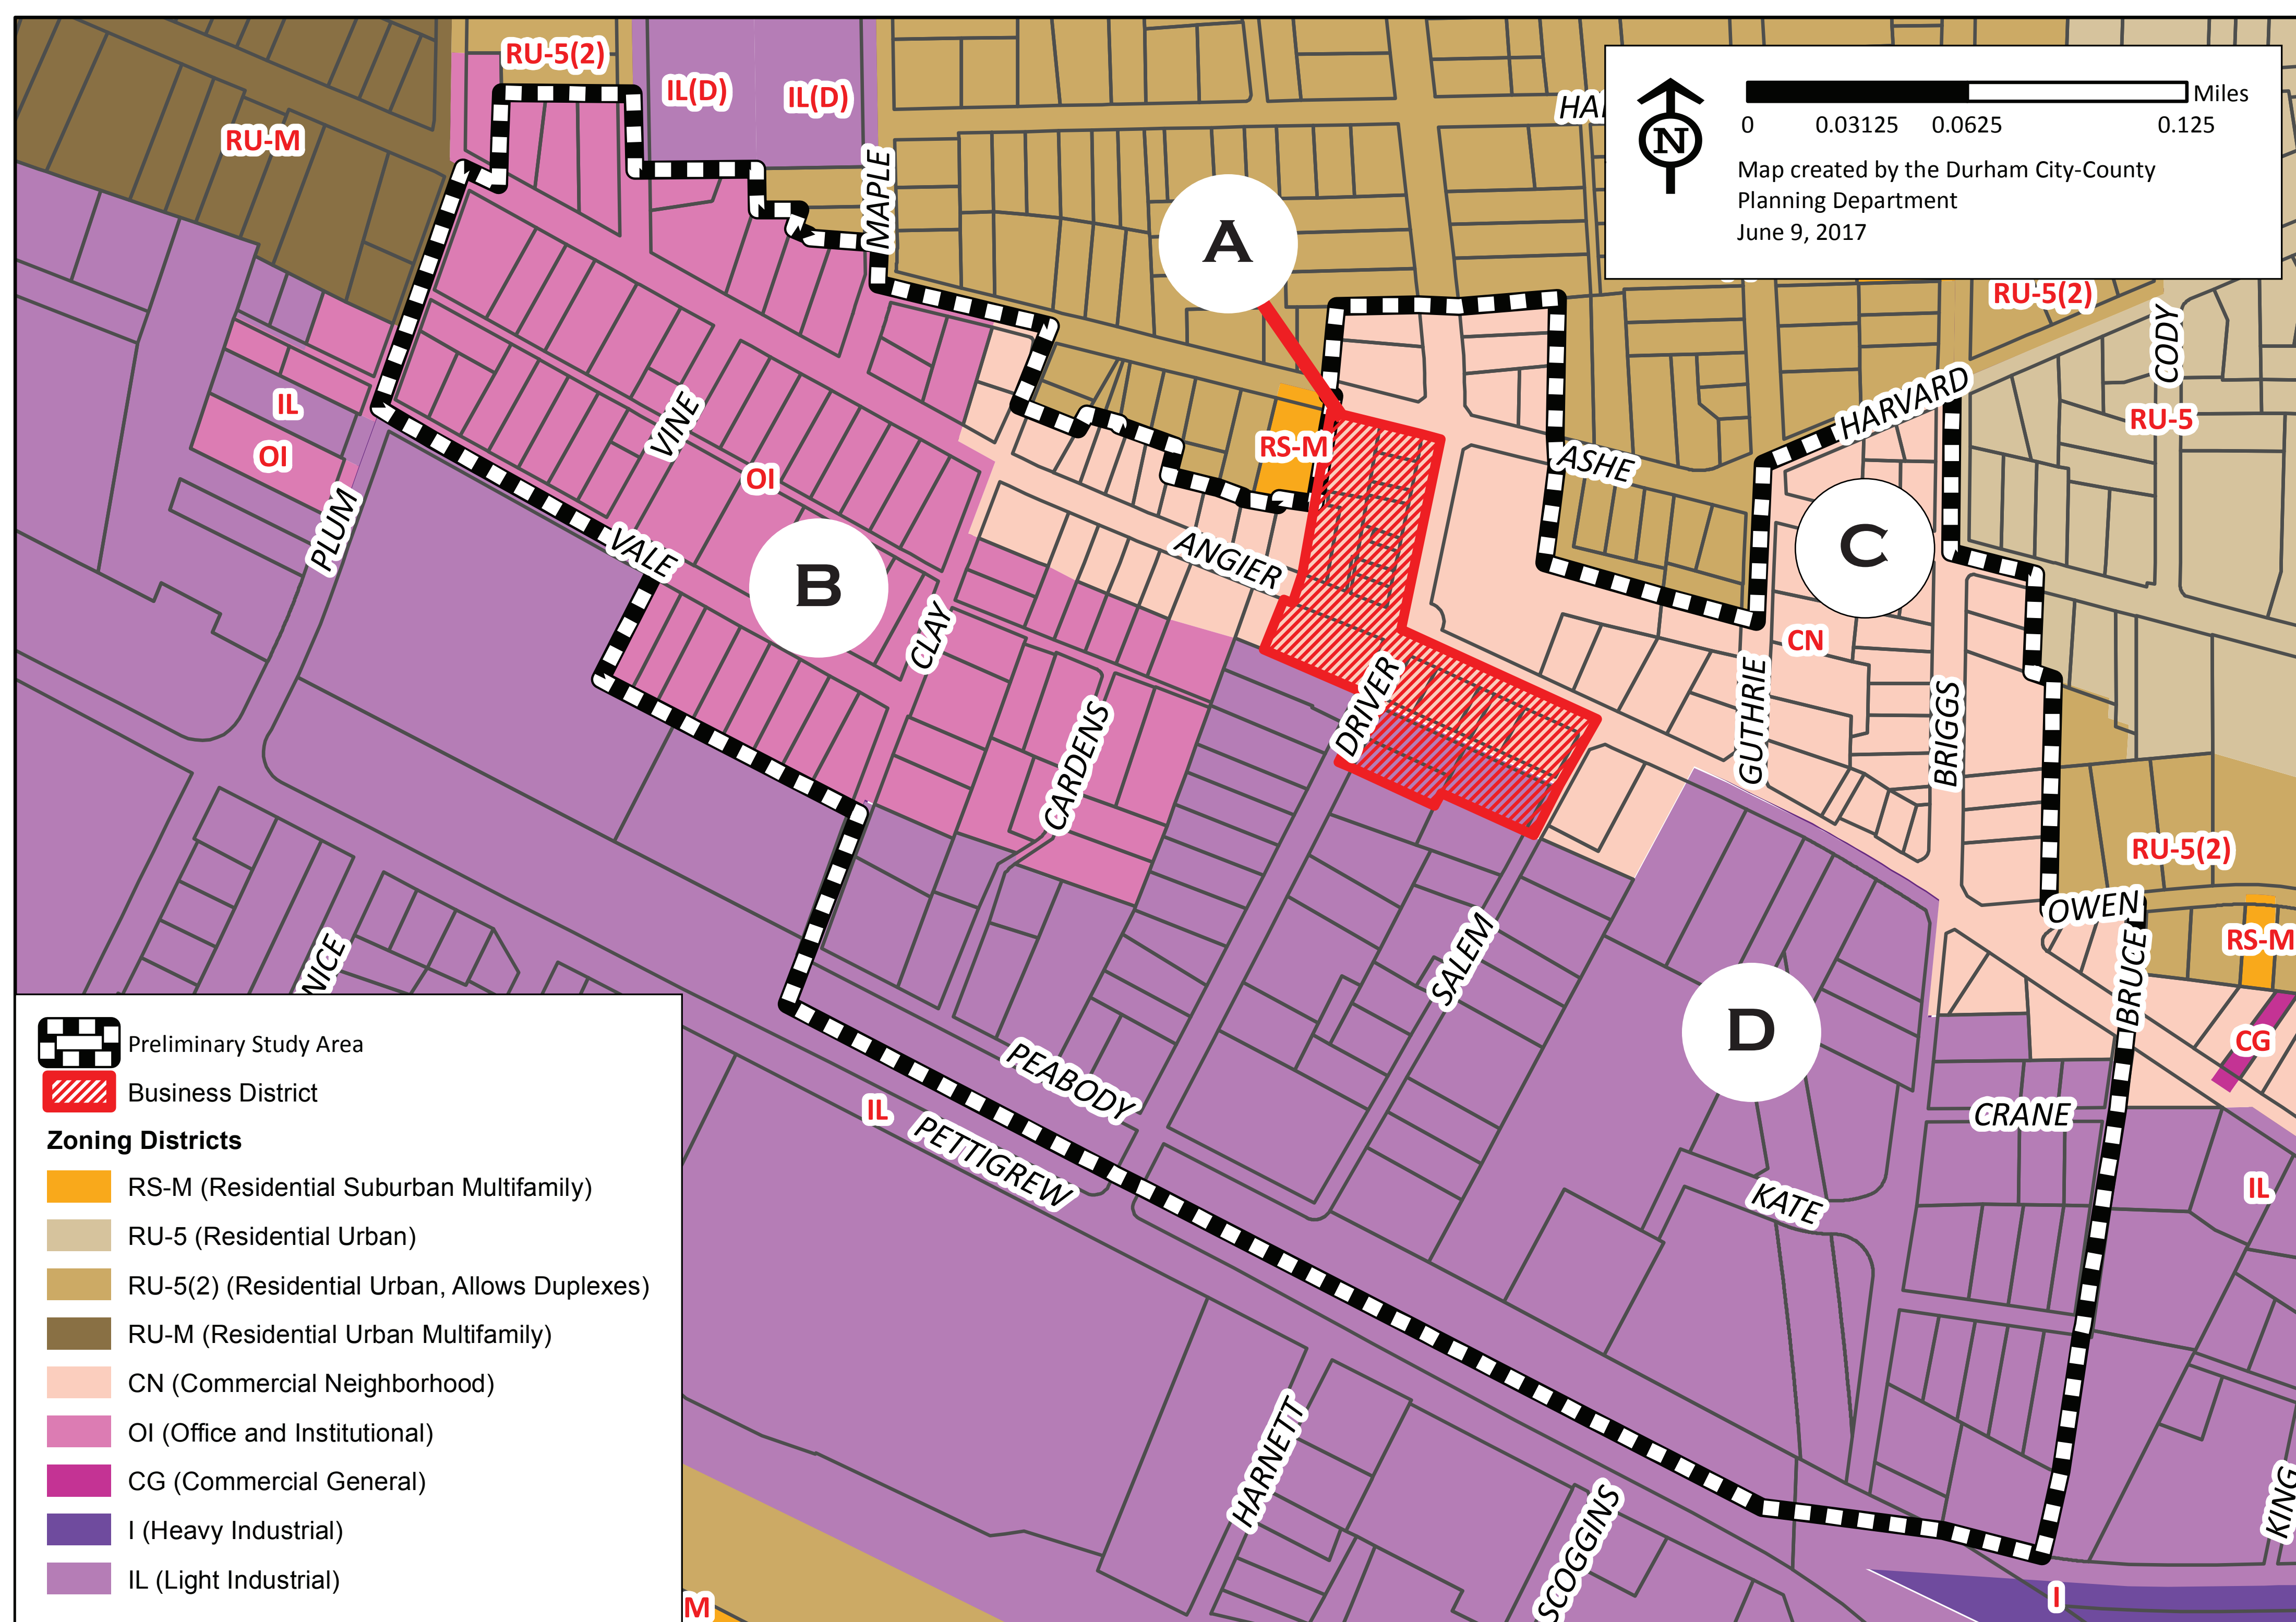 RU-5(2)
IL(D)
IL(D)
RU-M
MAPLE
A
Miles
0 0.03125 0.0625 0.125
N
Map created by the Durham City-County
Planning Department
June 9, 2017
RU-5(2)
CODY
HARVARD
RU-5
IL
OI
VINE
OI
RS-M
ASHE
PLUM
VALE
B
ANGIER
C
CLAY
CN
DRIVER
GUTHRIE
BRIGGS
CARDENS
RU-5(2)
OWEN
RS-M
BRUCE
SALEM
D
CG
PEABODY
IL
PETTIGREW
CRANE
KATE
IL
HARNETT
SCOGGINS
KING
I
M
Preliminary Study Area
Business District
Zoning Districts
RS-M (Residential Suburban Multifamily)
RU-5 (Residential Urban)
RU-5(2) (Residential Urban, Allows Duplexes)
RU-M (Residential Urban Multifamily)
CN (Commercial Neighborhood)
OI (Office and Institutional)
CG (Commercial General)
I (Heavy Industrial)
IL (Light Industrial)